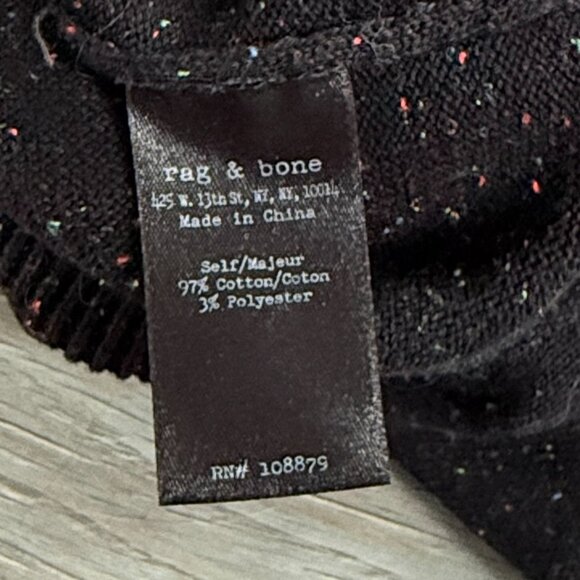 rag & bone
425 W. 13th St, NY, NY, 10014
Made in China
Self/Majeur
97% Cotton/Coton
3% Polyester
RN# 108879